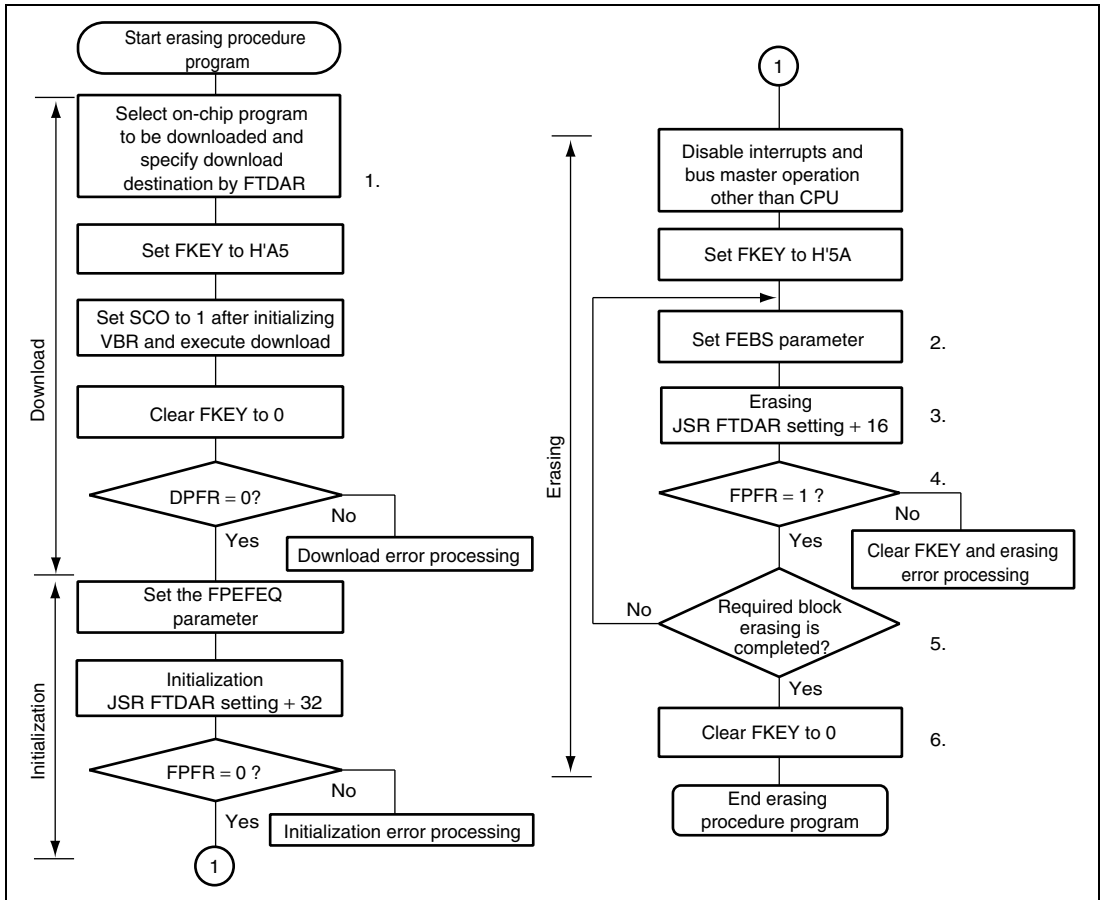 Start erasing procedure
program
Select on-chip program
to be downloaded and
specify download
destination by FTDAR
1.
Set FKEY to H'A5
Set SCO to 1 after initializing
VBR and execute download
Clear FKEY to 0
DPFR = 0?
No
Yes
Download error processing
Download
Set the FPEFEQ
parameter
Initialization
JSR FTDAR setting + 32
FPFR = 0 ?
No
Yes
Initialization error processing
Initialization
1
1
Disable interrupts and
bus master operation
other than CPU
Set FKEY to H'5A
Set FEBS parameter
2.
Erasing
JSR FTDAR setting + 16
3.
4.
FPFR = 1 ?
No
Yes
Clear FKEY and erasing
error processing
Erasing
No
Required block
erasing is
completed?
5.
Yes
Clear FKEY to 0
6.
End erasing
procedure program